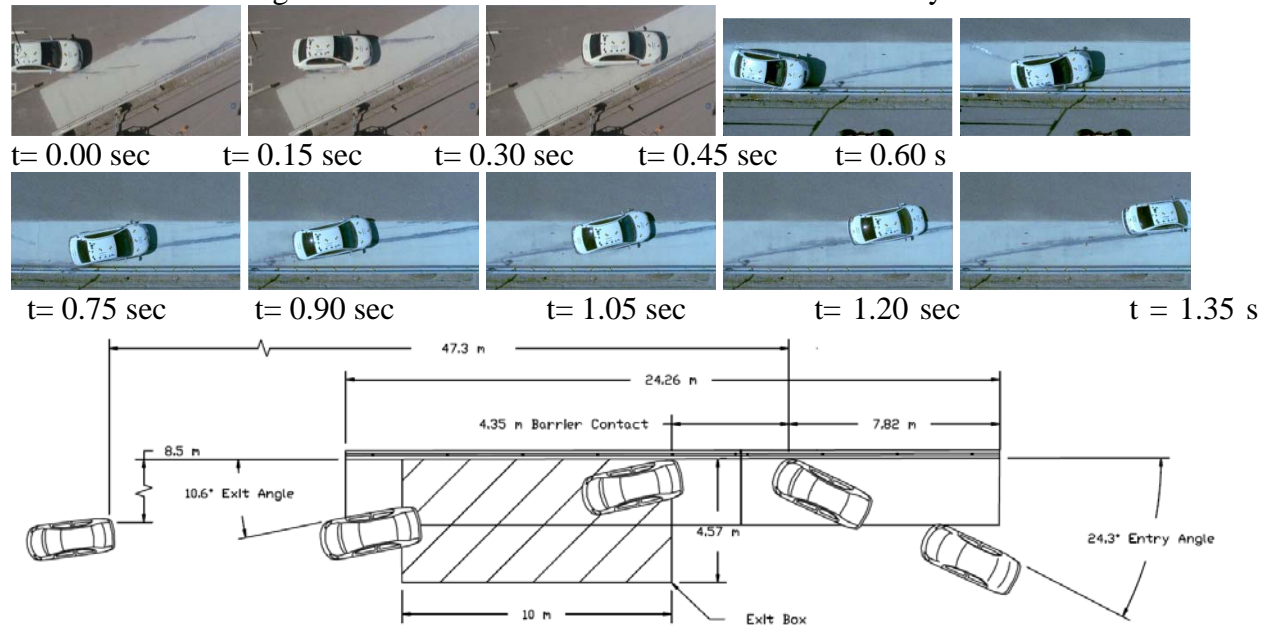 t= 0.00 sec t= 0.15 sec t= 0.30 sec t= 0.45 sec t= 0.60 s
t= 0.75 sec t= 0.90 sec t= 1.05 sec t= 1.20 sec t = 1.35 s
47.3 m
24.26 m
4.35 m Barrier Contact
7.82 m
8.5 m
10.6° Exit Angle
4.57 m
24.3° Entry Angle
10 m
Exit Box